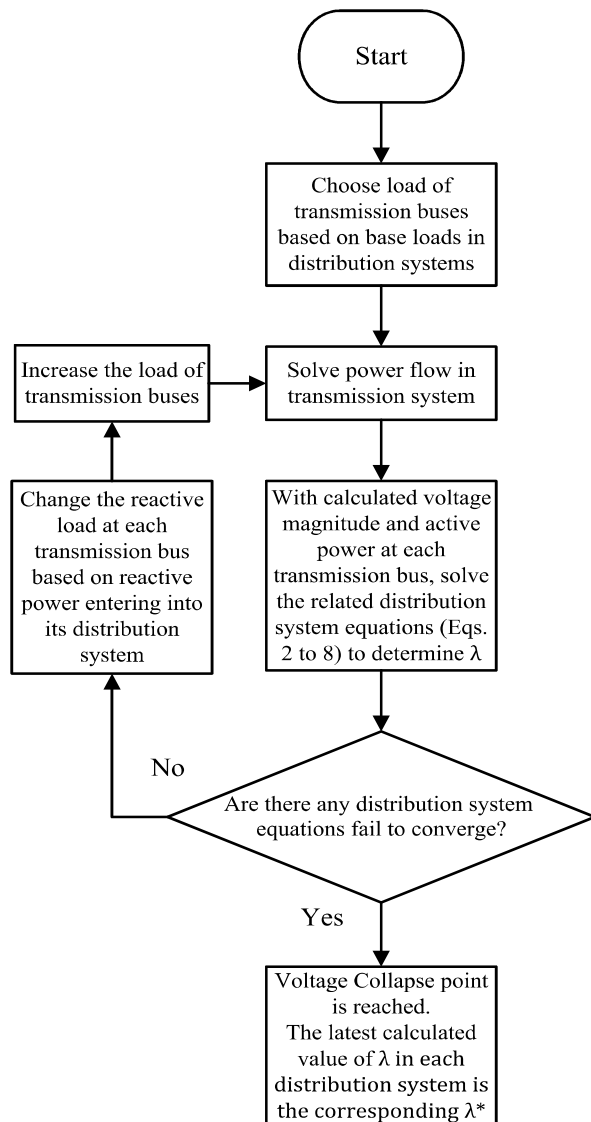 Start
Choose load of
transmission buses
based on base loads in
distribution systems
Increase the load of
transmission buses
Solve power flow in
transmission system
Change the reactive
load at each
transmission bus
based on reactive
power entering into
its distribution
system
With calculated voltage
magnitude and active
power at each
transmission bus, solve
the related distribution
system equations (Eqs.
2 to 8) to determine λ
No
Are there any distribution system
equations fail to converge?
Yes
Voltage Collapse point
is reached.
The latest calculated
value of λ in each
distribution system is
the corresponding λ*